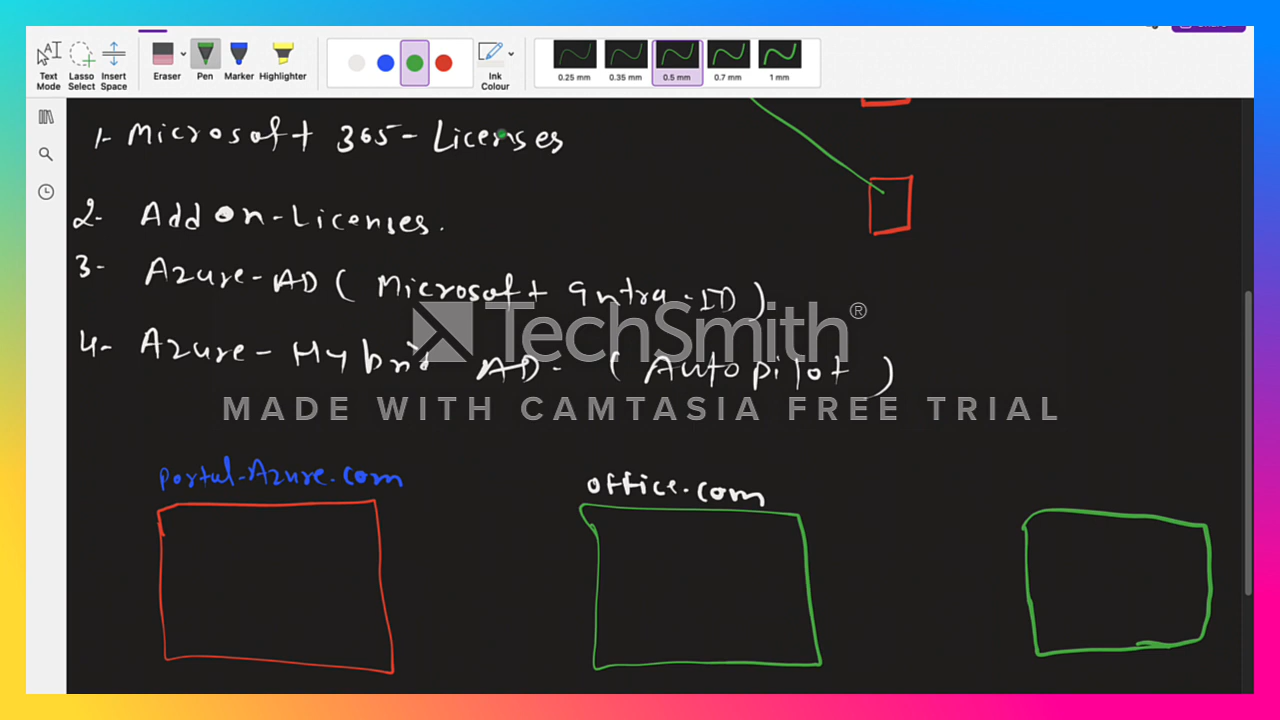 Text Mode
Lasso Select
Insert Space
Eraser
Pen
Marker
Highlighter
Ink Colour
0.25 mm
0.35 mm
0.5 mm
0.7 mm
1 mm
1- Microsoft 365- Licenses
2- Add on-Licenses.
3- Azure-AD ( Microsoft Entra-ID )
4- Azure- Hybrid AD- ( Autopilot )
TechSmith®
MADE WITH CAMTASIA FREE TRIAL
portal-Azure.com
office.com